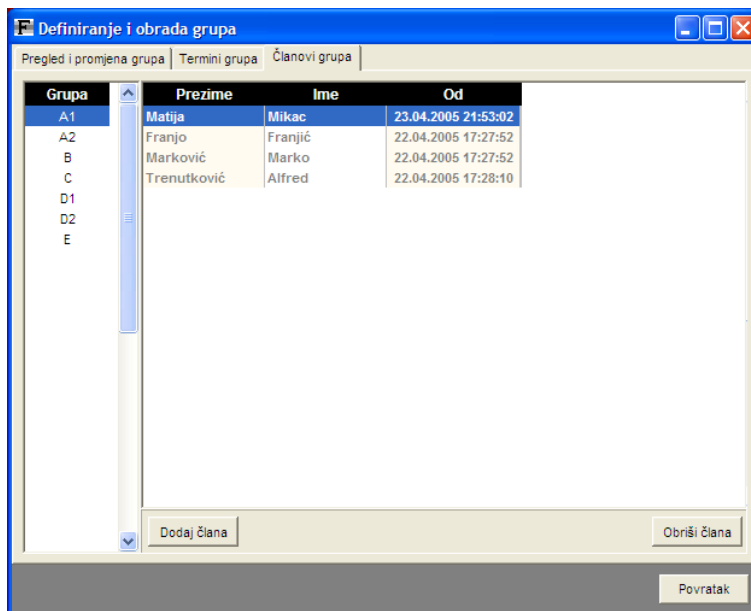 F Definiranje i obrada grupa
Pregled i promjena grupa Termini grupa Članovi grupa
Grupa Prezime Ime Od
A1 Matija Mikac 23.04.2005 21:53:02
A2 Franjo Franjić 22.04.2005 17:27:52
B Marković Marko 22.04.2005 17:27:52
C Trenutković Alfred 22.04.2005 17:28:10
D1
D2
E
Dodaj člana Obriši člana
Povratak